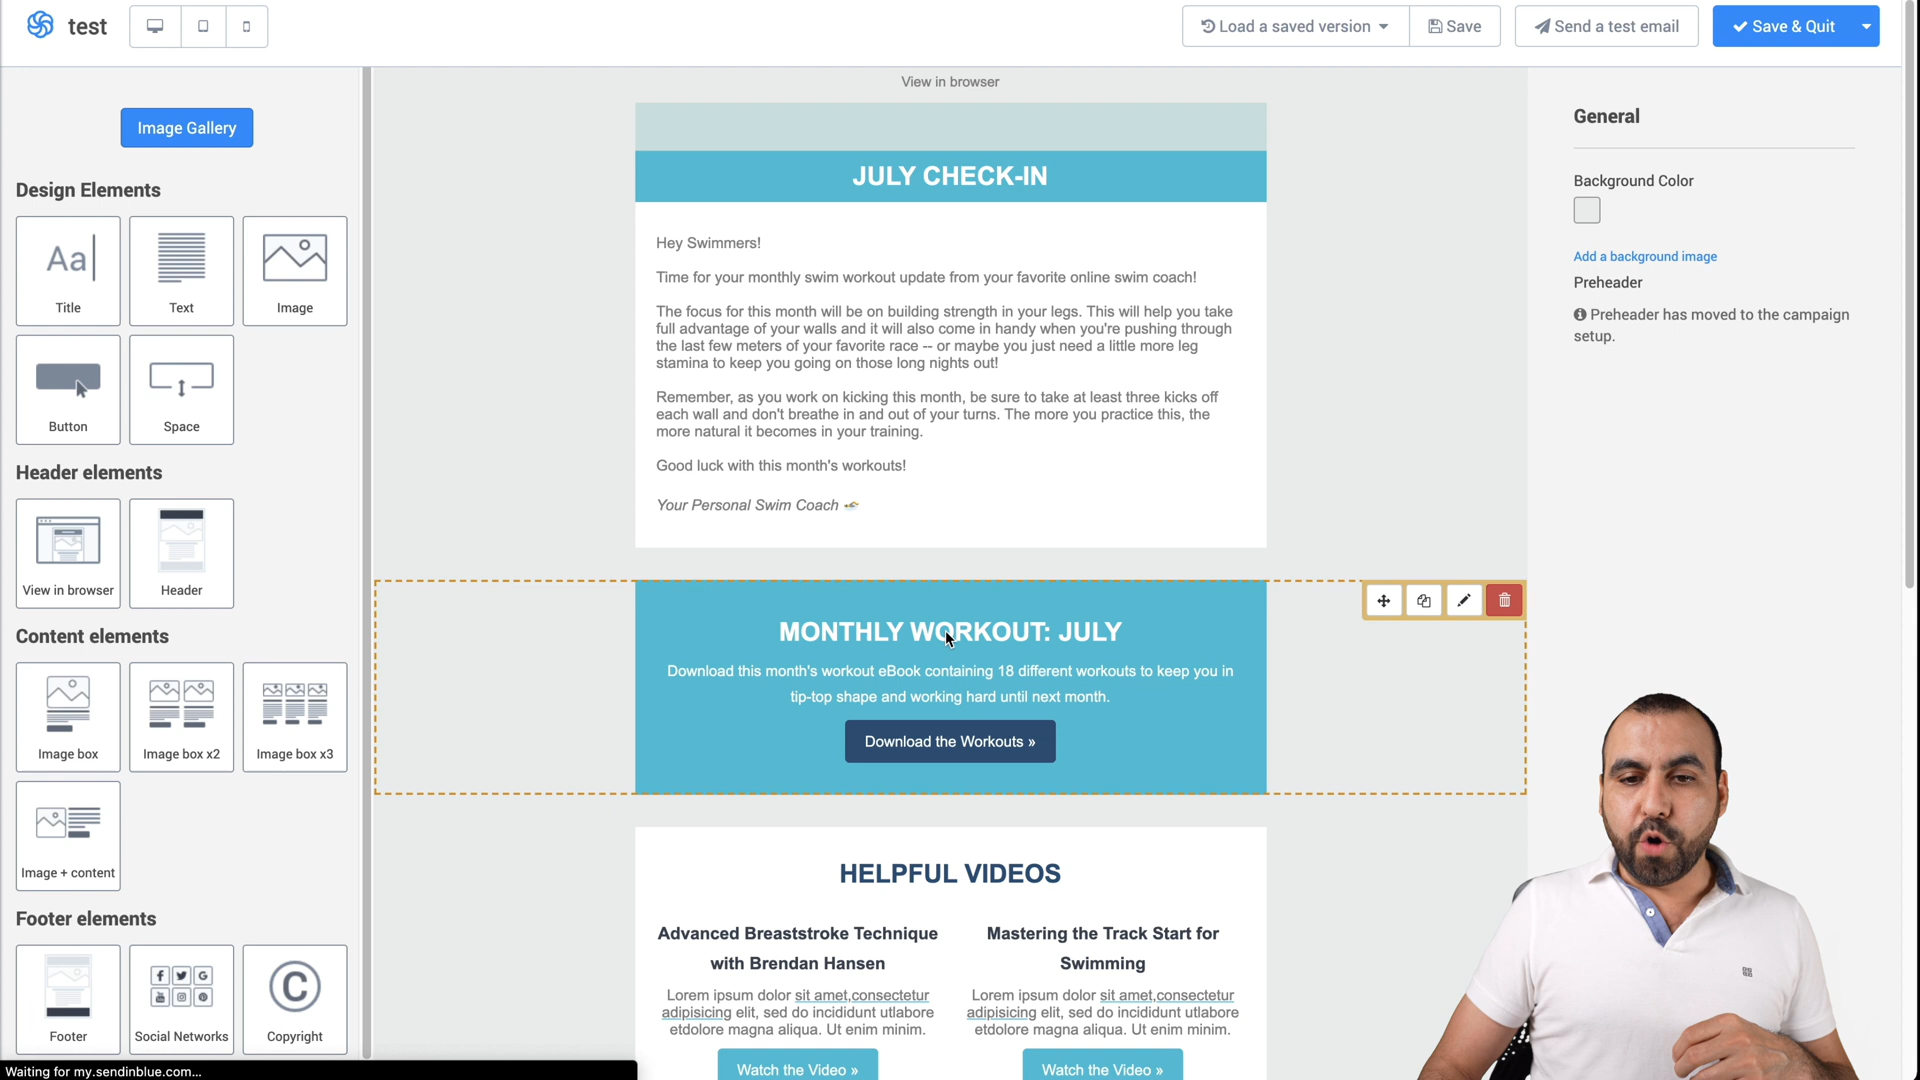 test
Load a saved version
Save
Send a test email
Save & Quit
Image Gallery
Design Elements
Aa
Title
Text
Image
Button
Space
Header elements
View in browser
Header
Content elements
Image box
Image box x2
Image box x3
Image + content
Footer elements
Footer
Social Networks
Copyright
Waiting for my.sendinblue.com...
View in browser
JULY CHECK-IN
Hey Swimmers!
Time for your monthly swim workout update from your favorite online swim coach!
The focus for this month will be on building strength in your legs. This will help you take
full advantage of your walls and it will also come in handy when you're pushing through
the last few meters of your favorite race -- or maybe you just need a little more leg
stamina to keep you going on those long nights out!
Remember, as you work on kicking this month, be sure to take at least three kicks off
each wall and don't breathe in and out of your turns. The more you practice this, the
more natural it becomes in your training.
Good luck with this month's workouts!
Your Personal Swim Coach
MONTHLY WORKOUT: JULY
Download this month's workout eBook containing 18 different workouts to keep you in
tip-top shape and working hard until next month.
Download the Workouts »
HELPFUL VIDEOS
Advanced Breaststroke Technique
with Brendan Hansen
Lorem ipsum dolor sit amet,consectetur
adipisicing elit, sed do incididunt utlabore
etdolore magna aliqua. Ut enim minim.
Watch the Video »
Mastering the Track Start for
Swimming
Lorem ipsum dolor sit amet,consectetur
adipisicing elit, sed do incididunt utlabore
etdolore magna aliqua. Ut enim minim.
Watch the Video »
General
Background Color
Add a background image
Preheader
Preheader has moved to the campaign
setup.